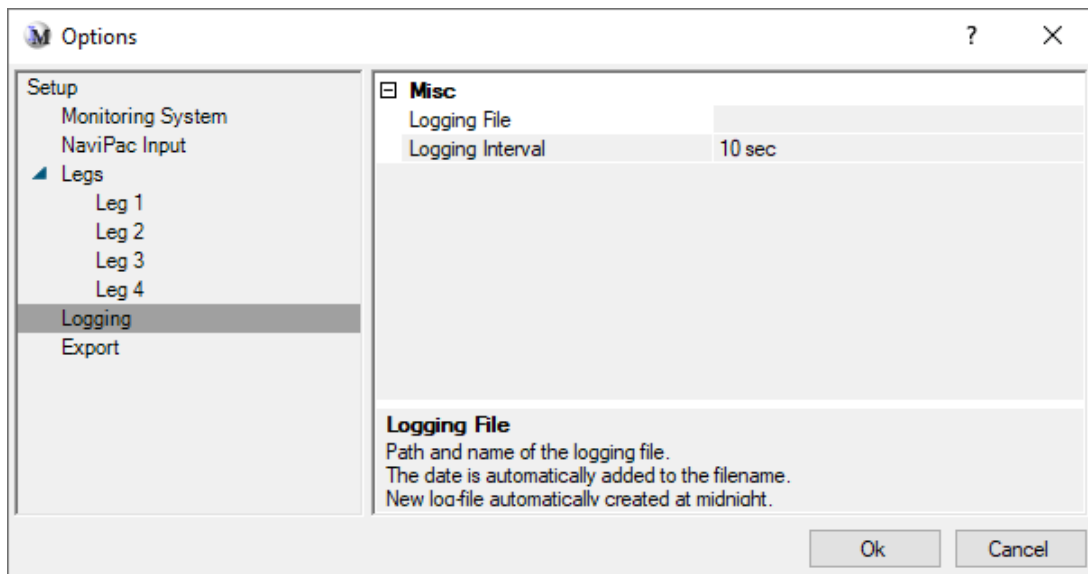 M Options ? ×
Setup
Monitoring System
NaviPac Input
Legs
Leg 1
Leg 2
Leg 3
Leg 4
Logging
Export
Misc
Logging File
Logging Interval 10 sec
Logging File
Path and name of the logging file.
The date is automatically added to the filename.
New log-file automatically created at midnight.
Ok Cancel